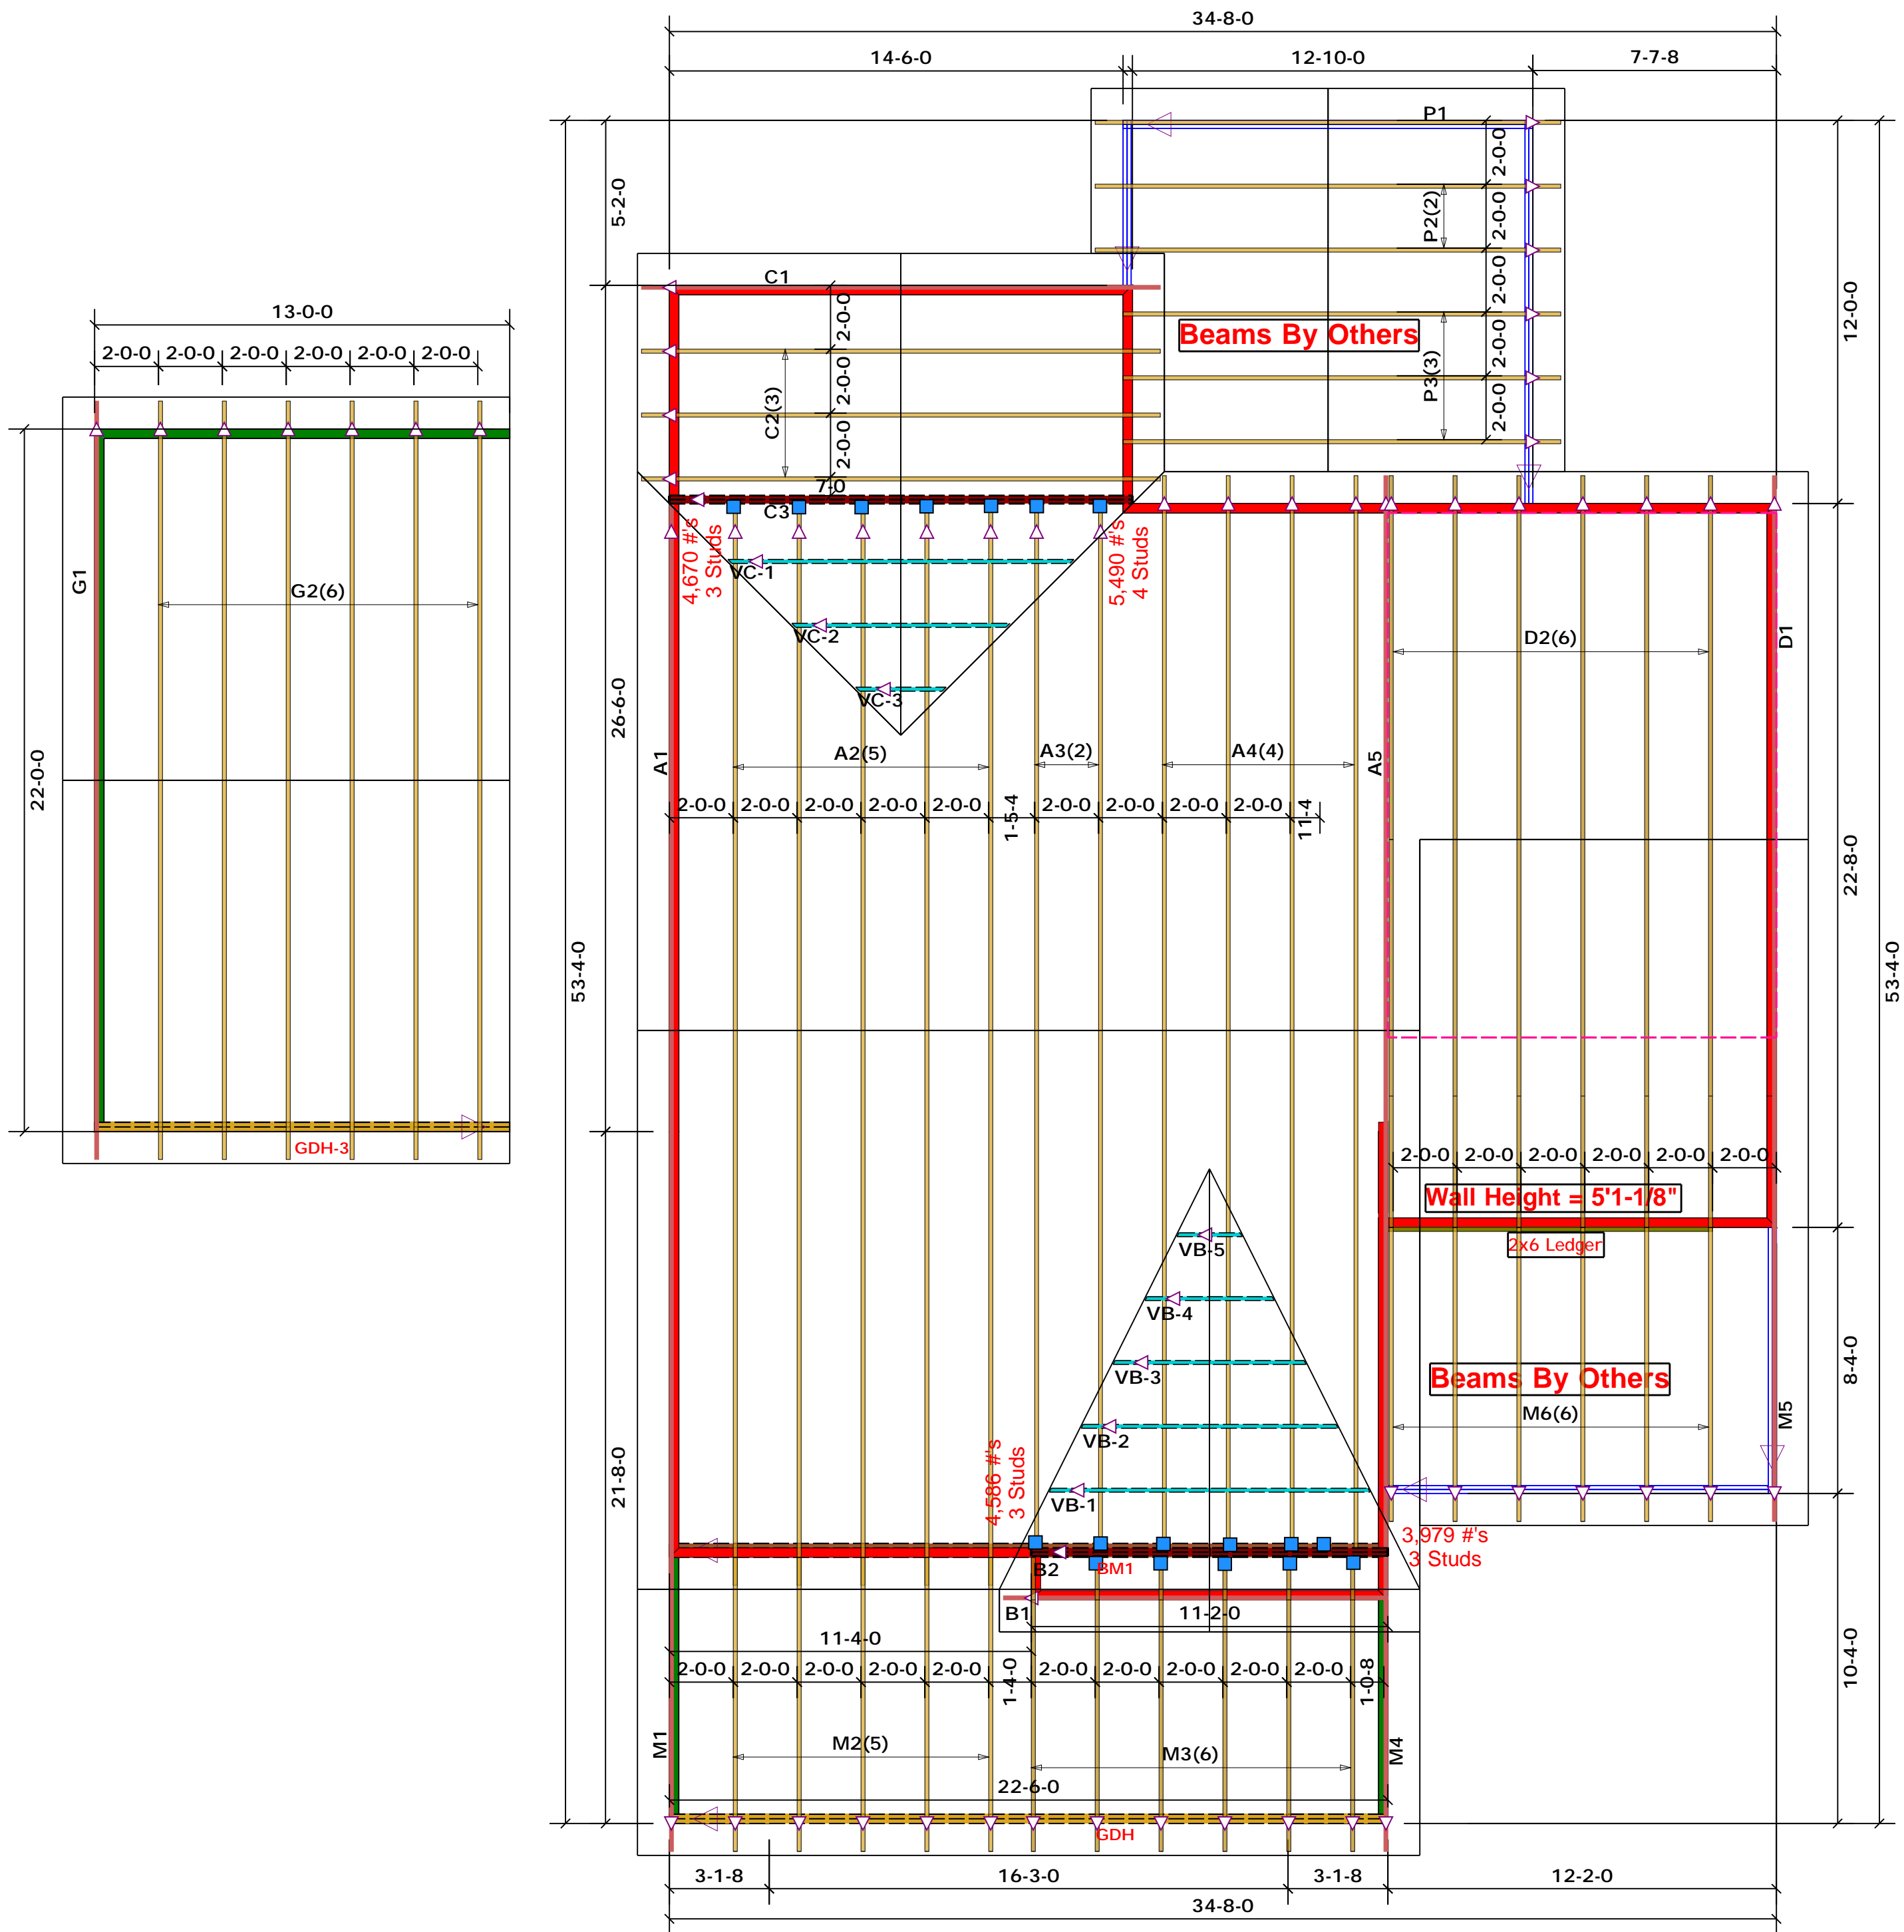 34-8-0
14-6-0
12-10-0
7-7-8
P1
2-0-0
2-0-0
2-0-0
2-0-0
2-0-0
P2(2)
P3(3)
12-0-0
5-2-0
C1
2-0-0
2-0-0
2-0-0
C2(3)
Beams By Others
7-0
C3
4,670 #'s
3 Studs
5,490 #'s
4 Studs
VC-1
VC-2
VC-3
13-0-0
2-0-0 2-0-0 2-0-0 2-0-0 2-0-0 2-0-0
G1
G2(6)
22-0-0
GDH-3
26-6-0
53-4-0
A1
A2(5)
A3(2)
A4(4)
A5
2-0-0 2-0-0 2-0-0 2-0-0 2-0-0 1-5-4 2-0-0 2-0-0 2-0-0 2-0-0 11-4
D2(6)
D1
22-8-0
53-4-0
2-0-0 2-0-0 2-0-0 2-0-0 2-0-0 2-0-0
Wall Height = 5'1-1/8"
2x6 Ledger
VB-5
VB-4
VB-3
VB-2
VB-1
Beams By Others
M6(6)
M5
8-4-0
21-8-0
4,586 #'s
3 Studs
3,979 #'s
3 Studs
B2
BM1
B1
11-2-0
11-4-0
2-0-0 2-0-0 2-0-0 2-0-0 2-0-0 1-4-0 2-0-0 2-0-0 2-0-0 2-0-0 2-0-0 1-0-8
10-4-0
M1
M2(5)
M3(6)
M4
22-6-0
GDH
3-1-8
16-3-0
3-1-8
12-2-0
34-8-0